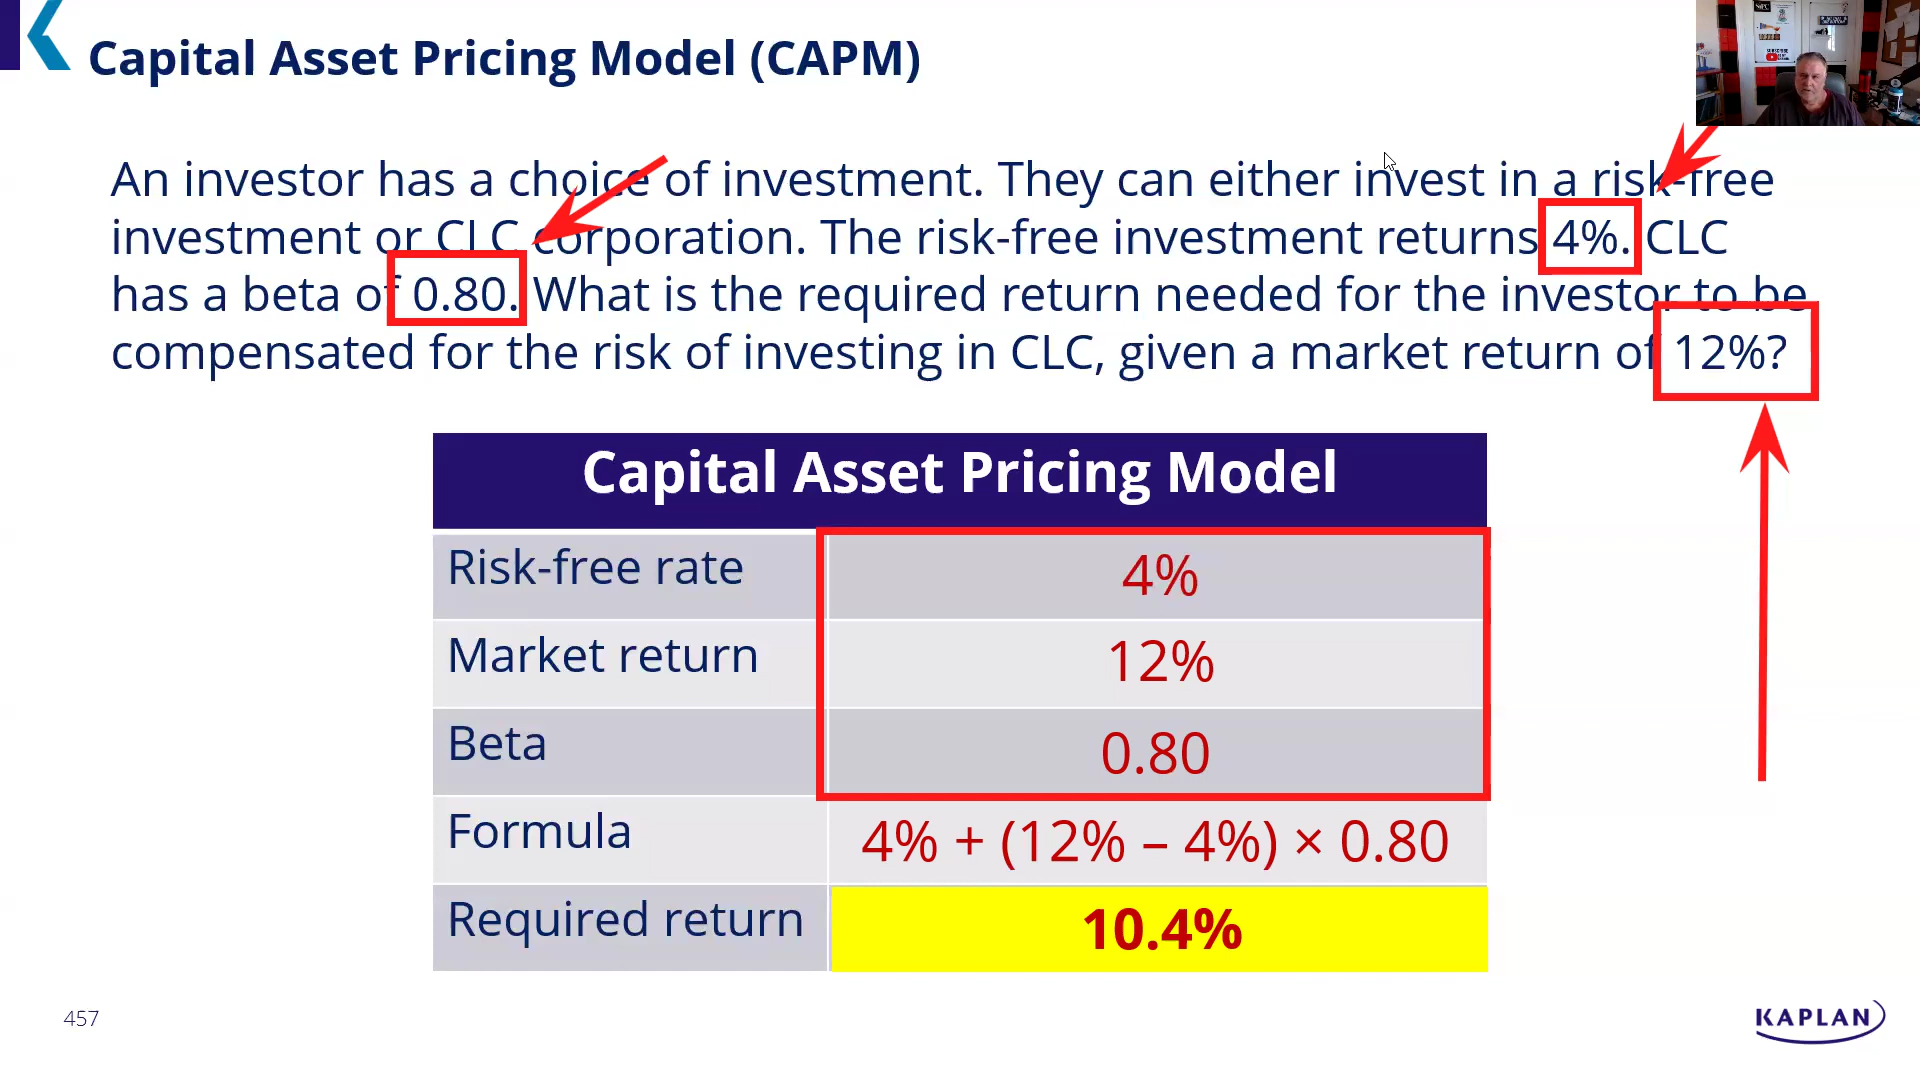 Capital Asset Pricing Model (CAPM)
An investor has a choice of investment. They can either invest in a risk-free
investment or CLC corporation. The risk-free investment returns 4%. CLC
has a beta of 0.80. What is the required return needed for the investor to be
compensated for the risk of investing in CLC, given a market return of 12%?
Capital Asset Pricing Model
Risk-free rate 4%
Market return 12%
Beta 0.80
Formula 4% + (12% – 4%) × 0.80
Required return 10.4%
457
KAPLAN